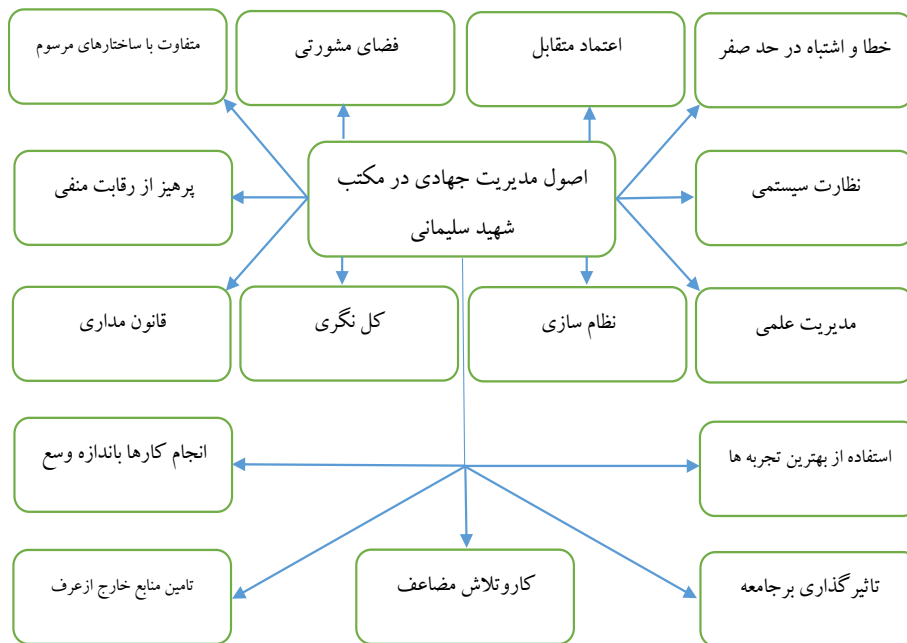 خطا و اشتباه در حد صفر
اعتماد متقابل
فضای مشورتی
متفاوت با ساختارهای مرسوم
اصول مدیریت جهادی در مکتب
شهید سلیمانی
نظارت سیستمی
پرهیز از رقابت منفی
مدیریت علمی
نظام سازی
کل نگری
قانون مداری
استفاده از بهترین تجربه ها
انجام کارها باندازه وسع
تاثیرگذاری برجامعه
کاروتلاش مضاعف
تامین منابع خارج ازعرف